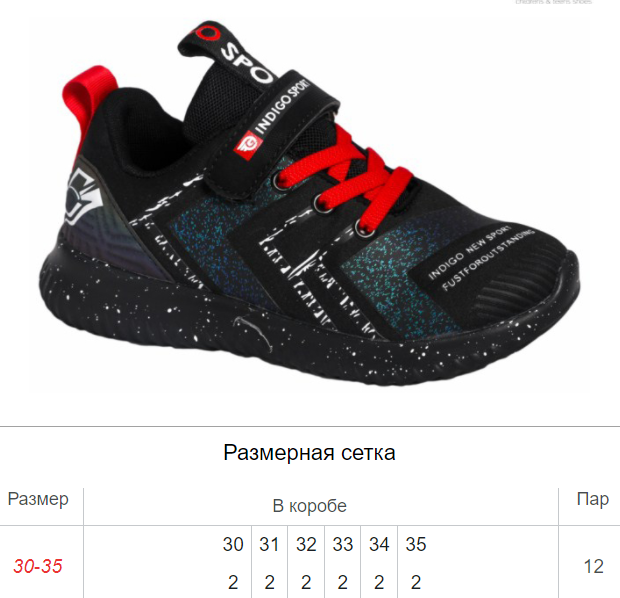 children's & teens shoes
SPO
INDIGO SPORT
G
INDIGO NEW SPORT
FUSTFOROUTSTANDING
Размерная сетка
Размер
В коробе
Пар
30 31 32 33 34 35
30-35
12
2 2 2 2 2 2